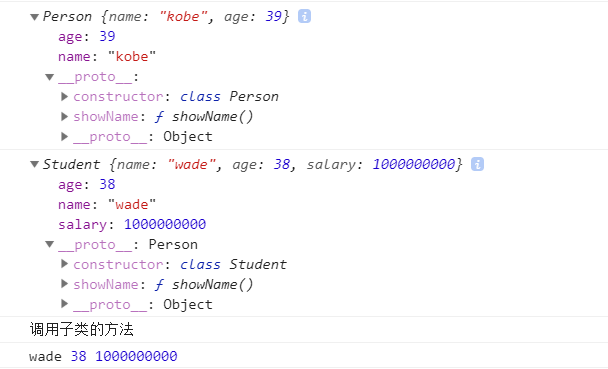 Person {name: "kobe", age: 39} i
age: 39
name: "kobe"
__proto__:
constructor: class Person
showName: ƒ showName()
__proto__: Object
Student {name: "wade", age: 38, salary: 1000000000} i
age: 38
name: "wade"
salary: 1000000000
__proto__: Person
constructor: class Student
showName: ƒ showName()
__proto__: Object
调用子类的方法
wade 38 1000000000